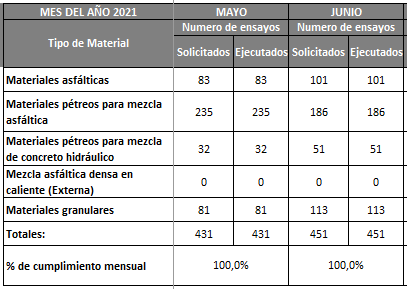 MES DEL AÑO 2021 MAYO JUNIO
Tipo de Material Numero de ensayos Numero de ensayos
Solicitados Ejecutados Solicitados Ejecutados
Materiales asfálticas 83 83 101 101
Materiales pétreos para mezcla
asfáltica 235 235 186 186
Materiales pétreos para mezcla
de concreto hidráulico 32 32 51 51
Mezcla asfáltica densa en
caliente (Externa) 0 0 0 0
Materiales granulares 81 81 113 113
Totales: 431 431 451 451
% de cumplimiento mensual 100,0% 100,0%